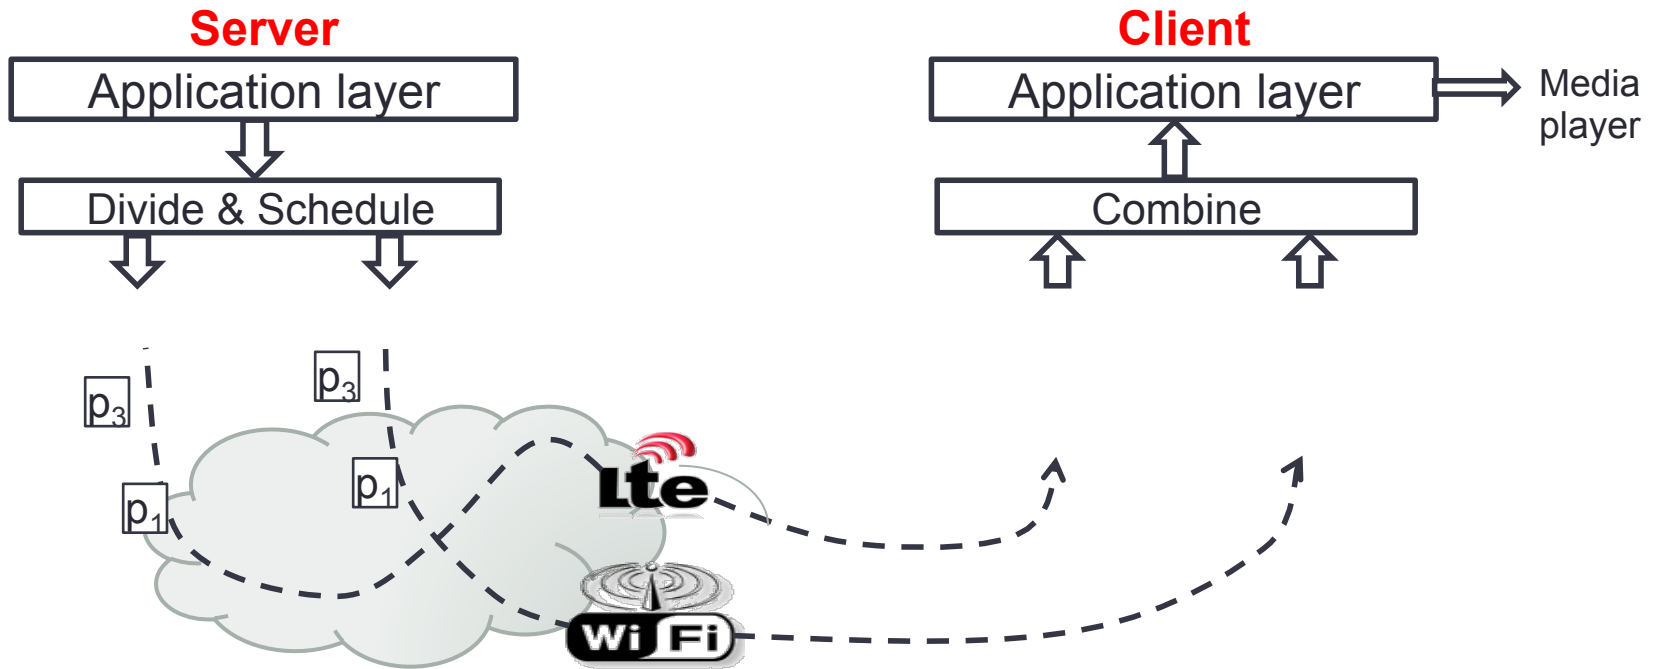 Server
Client
Application layer
Application layer
Media
player
Divide & Schedule
Combine
p3
p3
p1
p1
Lte
Wi Fi